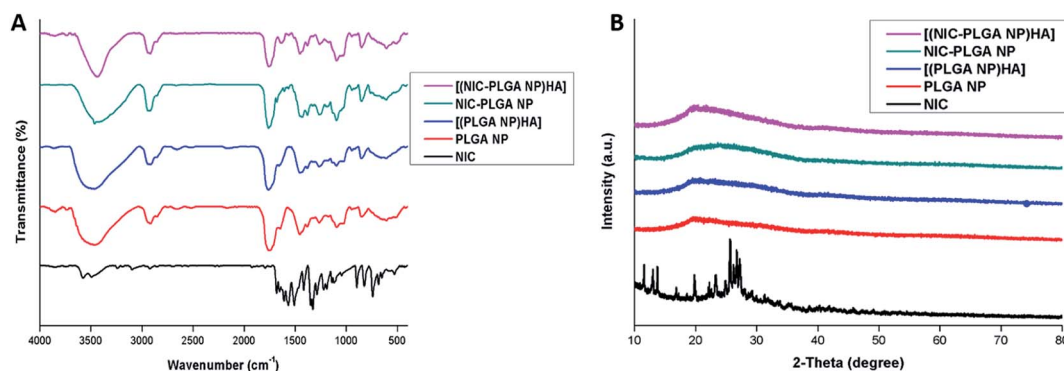 A
Transmittance (%)
[(NIC-PLGA NP)HA]
NIC-PLGA NP
[(PLGA NP)HA]
PLGA NP
NIC
4000 3500 3000 2500 2000 1500 1000 500
Wavenumber (cm⁻¹)
B
Intensity (a.u.)
[(NIC-PLGA NP)HA]
NIC-PLGA NP
[(PLGA NP)HA]
PLGA NP
NIC
10 20 30 40 50 60 70 80
2-Theta (degree)